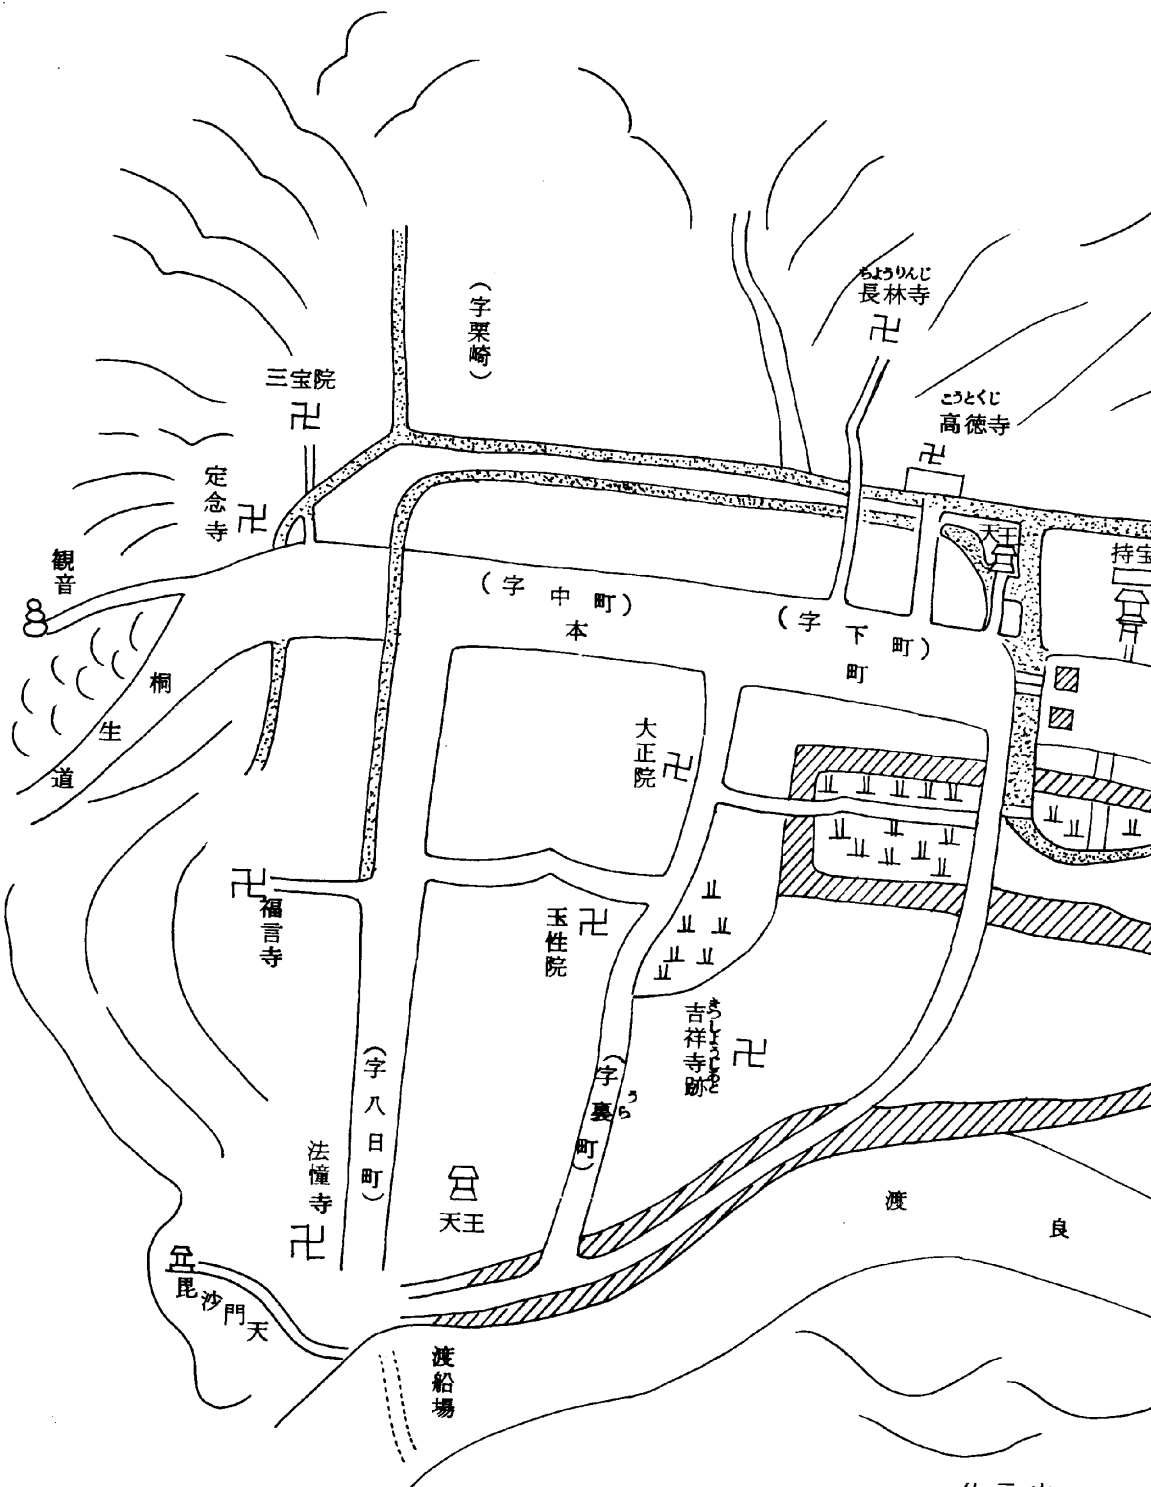 (字栗崎)
ちょうりんじ
長林寺
三宝院
こうとくじ
高徳寺
定念寺
天王
持宝
観音
(字中町)
(字下町)
本町
桐生道
大正院
福言寺
玉性院
きっしょうじあと
吉祥寺跡
(字八日町)
(字裏町)
うら
法憧寺
天王
渡良
毘沙門天
渡船場